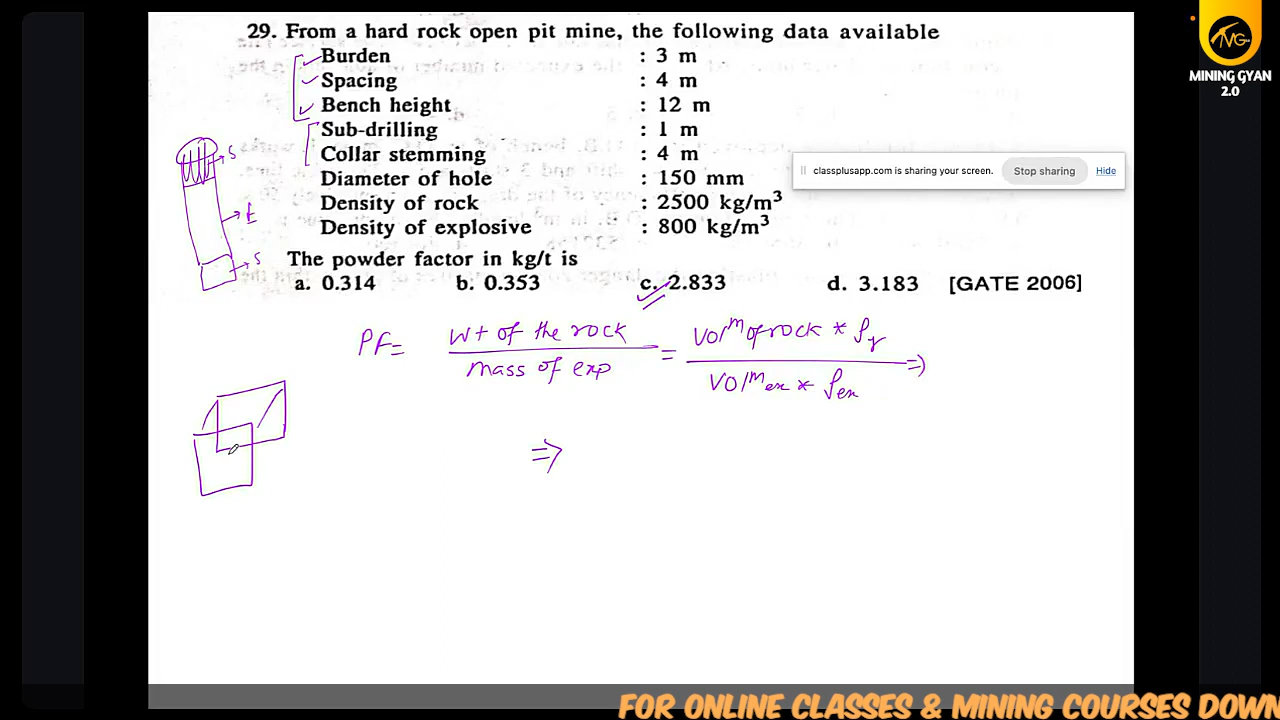 29. From a hard rock open pit mine, the following data available
Burden : 3 m
Spacing : 4 m
Bench height : 12 m
Sub-drilling : 1 m
Collar stemming : 4 m
Diameter of hole : 150 mm
Density of rock : 2500 kg/m³
Density of explosive : 800 kg/m³
The powder factor in kg/t is
a. 0.314 b. 0.353 c. 2.833 d. 3.183 [GATE 2006]
S
E
S
PF = wt of the rock / mass of exp = Volᵐ of rock * ρr / Volᵐex * ρex ⇒
⇒
classplusapp.com is sharing your screen. Stop sharing Hide
TVG
MINING GYAN
2.0
FOR ONLINE CLASSES & MINING COURSES DOWN